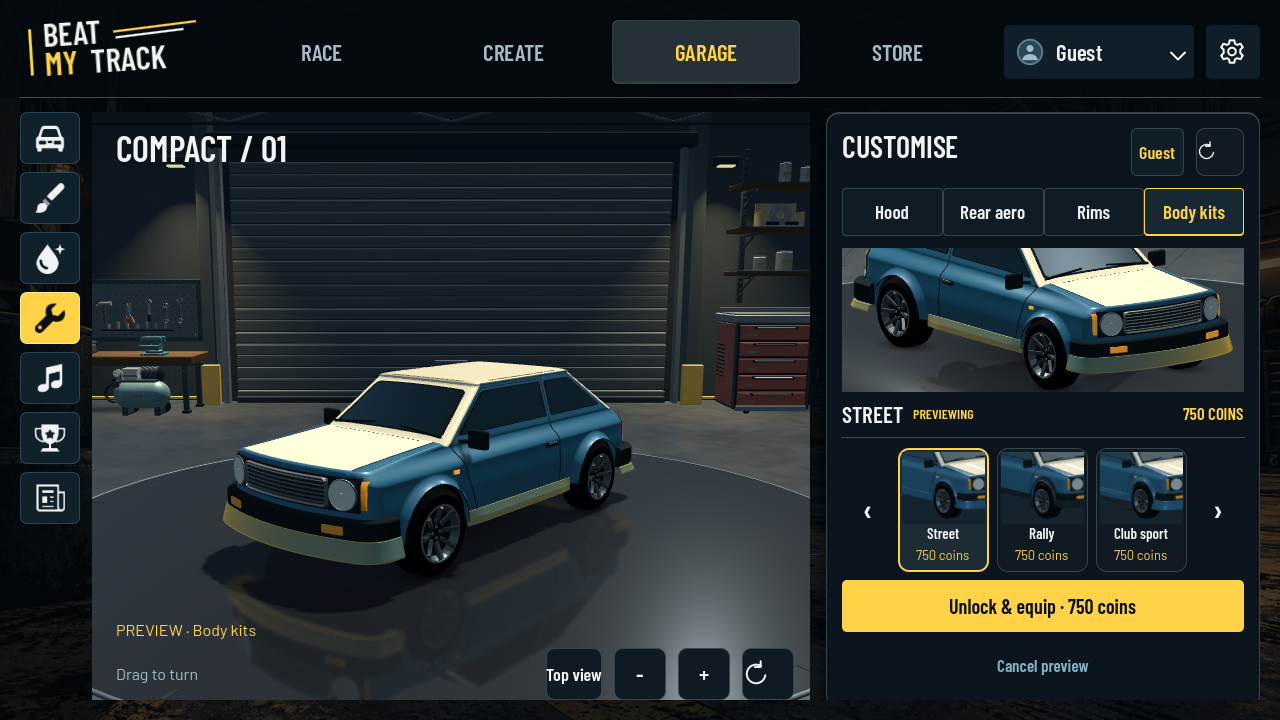 BEAT
MY TRACK
RACE
CREATE
GARAGE
STORE
Guest
COMPACT / 01
PREVIEW · Body kits
Drag to turn
Top view
-
+
CUSTOMISE
Guest
Hood
Rear aero
Rims
Body kits
STREET PREVIEWING 750 COINS
‹
Street
750 coins
Rally
750 coins
Club sport
750 coins
›
Unlock & equip · 750 coins
Cancel preview